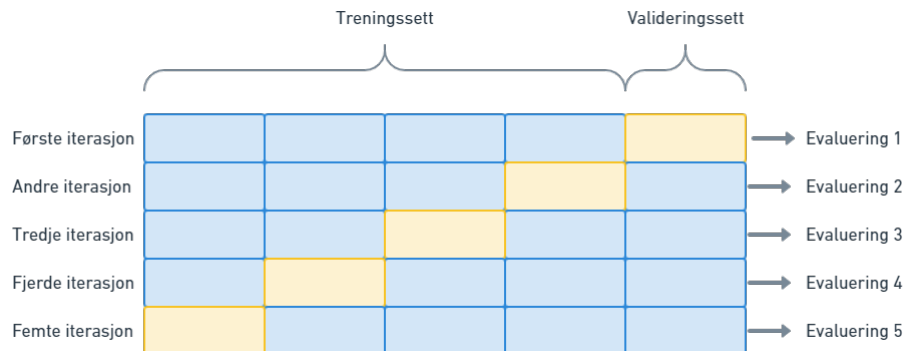 Treningssett
Valideringssett
Første iterasjon
Evaluering 1
Andre iterasjon
Evaluering 2
Tredje iterasjon
Evaluering 3
Fjerde iterasjon
Evaluering 4
Femte iterasjon
Evaluering 5